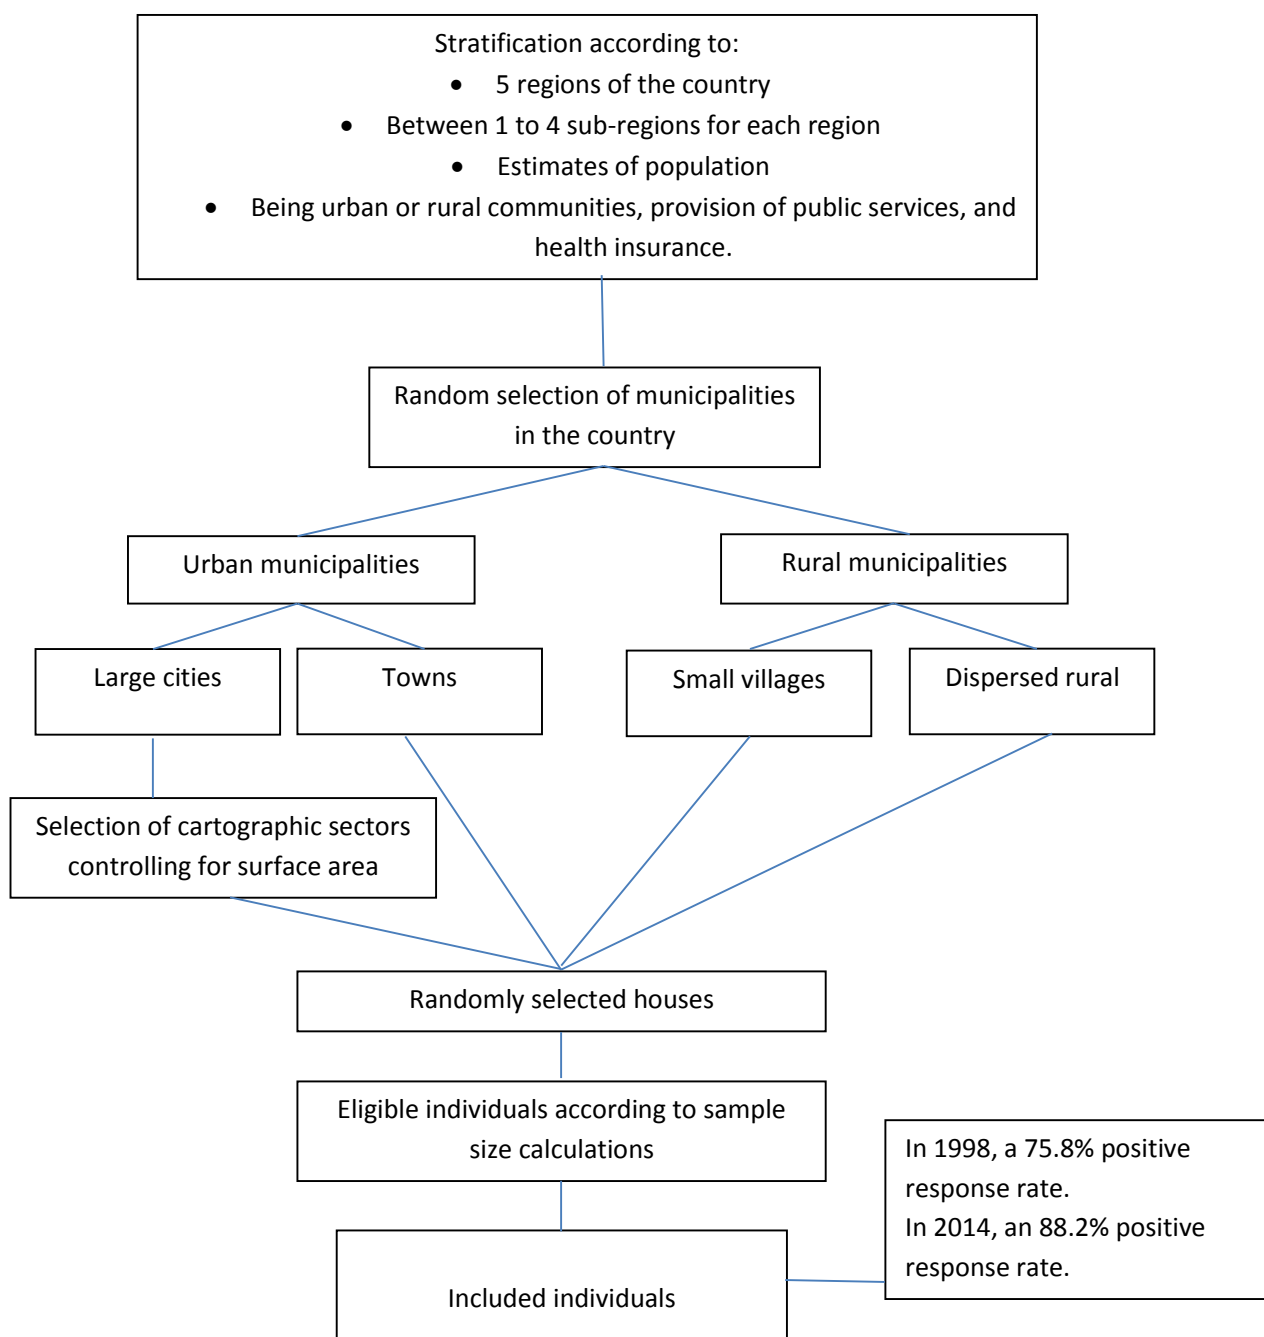 Stratification according to:
• 5 regions of the country
• Between 1 to 4 sub-regions for each region
• Estimates of population
• Being urban or rural communities, provision of public services, and
health insurance.
Random selection of municipalities
in the country
Urban municipalities
Rural municipalities
Large cities
Towns
Small villages
Dispersed rural
Selection of cartographic sectors
controlling for surface area
Randomly selected houses
Eligible individuals according to sample
size calculations
In 1998, a 75.8% positive
response rate.
In 2014, an 88.2% positive
response rate.
Included individuals